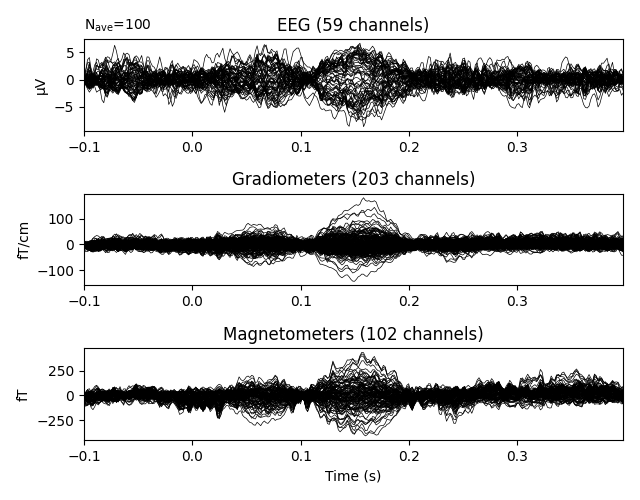 N_ave=100
EEG (59 channels)
µV
5
0
−5
−0.1 0.0 0.1 0.2 0.3
Gradiometers (203 channels)
fT/cm
100
0
−100
−0.1 0.0 0.1 0.2 0.3
Magnetometers (102 channels)
fT
250
0
−250
−0.1 0.0 0.1 0.2 0.3
Time (s)